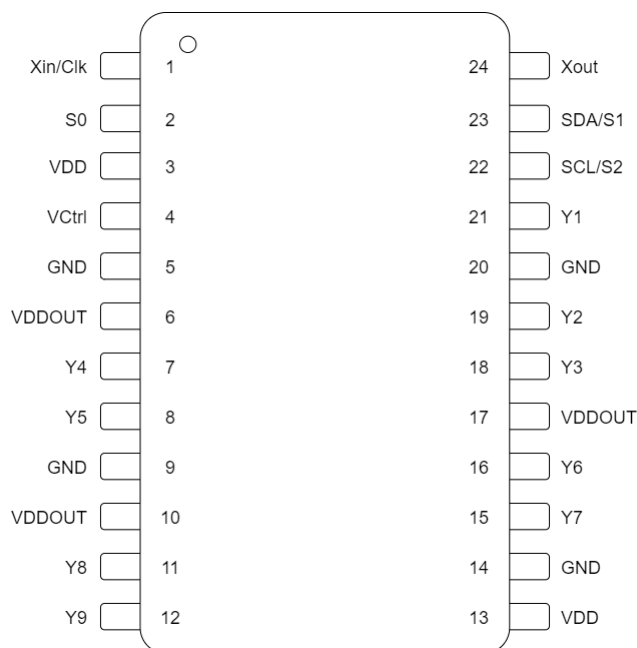 Xin/Clk 1 24 Xout
S0 2 23 SDA/S1
VDD 3 22 SCL/S2
VCtrl 4 21 Y1
GND 5 20 GND
VDDOUT 6 19 Y2
Y4 7 18 Y3
Y5 8 17 VDDOUT
GND 9 16 Y6
VDDOUT 10 15 Y7
Y8 11 14 GND
Y9 12 13 VDD